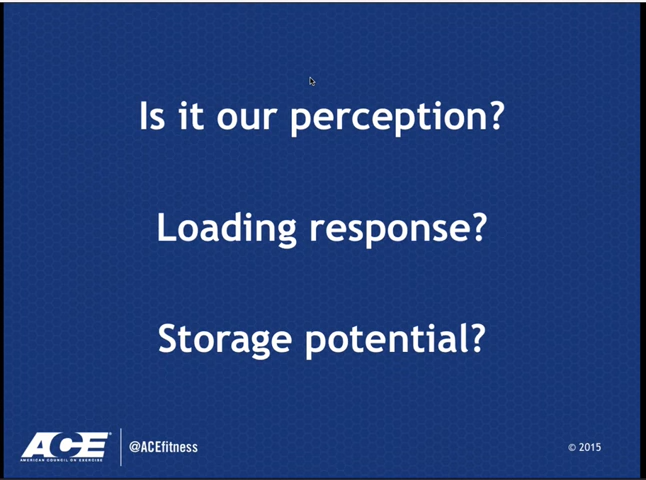 Is it our perception?
Loading response?
Storage potential?
ACE®
AMERICAN COUNCIL ON EXERCISE
@ACEfitness
© 2015